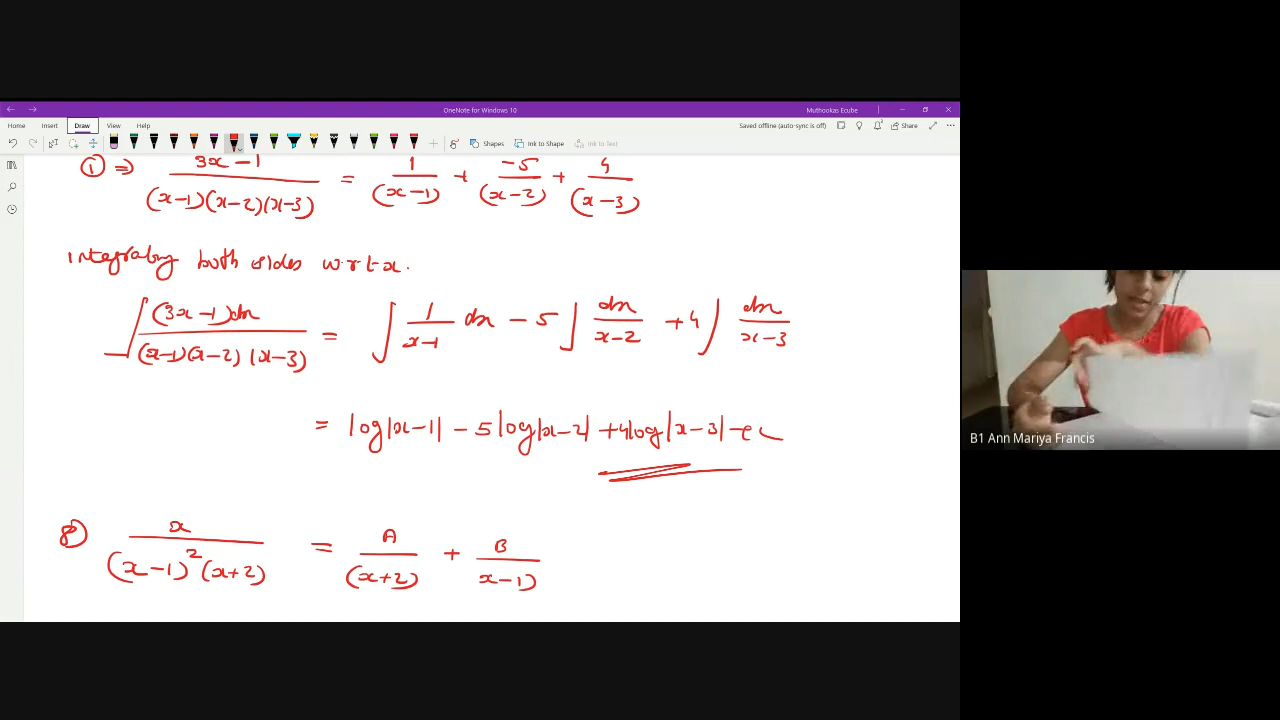 OneNote for Windows 10
Muthookas Ecube
Home Insert Draw View Help
Saved offline (auto-sync is off) Share
Shapes Ink to Shape Ink to Text
① ⇒ 3x-1 / (x-1)(x-2)(x-3) = 1/(x-1) + -5/(x-2) + 4/(x-3)
Integrating both sides w.r.t x.
∫ (3x-1)dx / (x-1)(x-2)(x-3) = ∫ 1/x-1 dx - 5 ∫ dx/x-2 + 4 ∫ dx/x-3
= log|x-1| - 5 log|x-2| + 4 log|x-3| + c
8) x / (x-1)²(x+2) = A/(x+2) + B/x-1)
B1 Ann Mariya Francis